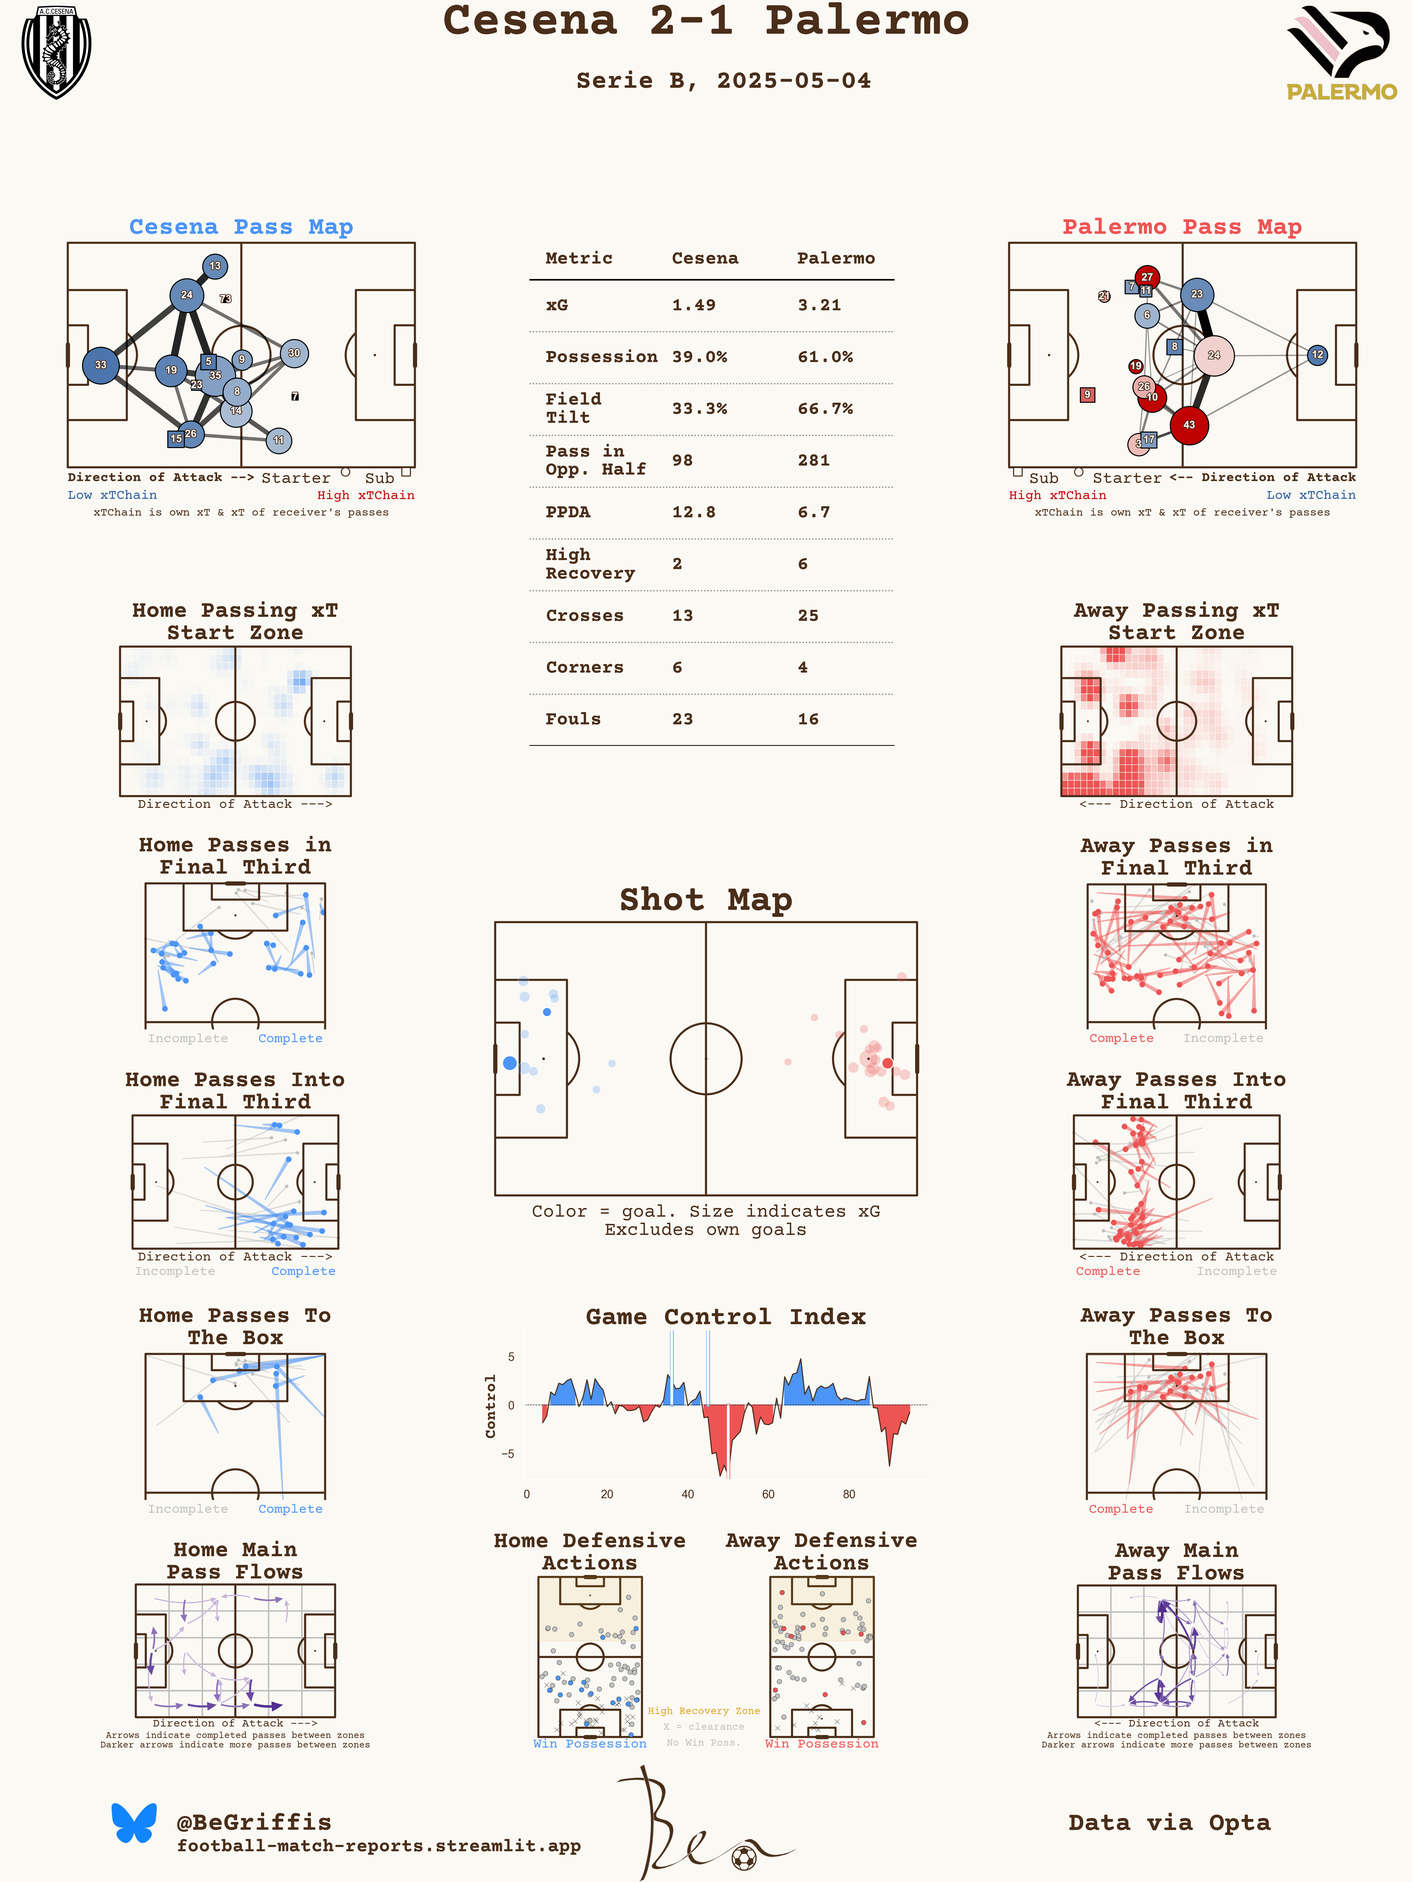 A.C.CESENA
Cesena 2-1 Palermo
Serie B, 2025-05-04
PALERMO
Cesena Pass Map
13
24
73
33
19
5
9
30
35
23
8
7
14
15
26
11
Direction of Attack --> Starter Sub
Low xTChain High xTChain
xTChain is own xT & xT of receiver's passes
Metric Cesena Palermo
xG 1.49 3.21
Possession 39.0% 61.0%
Field
Tilt 33.3% 66.7%
Pass in
Opp. Half 98 281
PPDA 12.8 6.7
High
Recovery 2 6
Crosses 13 25
Corners 6 4
Fouls 23 16
Palermo Pass Map
27
7
11
21
23
6
8
24
12
19
26
9
10
43
3
17
Sub Starter <-- Direction of Attack
High xTChain Low xTChain
xTChain is own xT & xT of receiver's passes
Home Passing xT
Start Zone
Direction of Attack --->
Away Passing xT
Start Zone
<--- Direction of Attack
Home Passes in
Final Third
Incomplete Complete
Away Passes in
Final Third
Complete Incomplete
Shot Map
Color = goal. Size indicates xG
Excludes own goals
Home Passes Into
Final Third
Direction of Attack --->
Incomplete Complete
Away Passes Into
Final Third
<--- Direction of Attack
Complete Incomplete
Home Passes To
The Box
Incomplete Complete
Game Control Index
Control
5
0
−5
0 20 40 60 80
Away Passes To
The Box
Complete Incomplete
Home Main
Pass Flows
Direction of Attack --->
Arrows indicate completed passes between zones
Darker arrows indicate more passes between zones
Home Defensive
Actions
Win Possession
Away Defensive
Actions
Win Possession
High Recovery Zone
X = clearance
No Win Poss.
Away Main
Pass Flows
<--- Direction of Attack
Arrows indicate completed passes between zones
Darker arrows indicate more passes between zones
@BeGriffis
football-match-reports.streamlit.app
Ben
Data via Opta